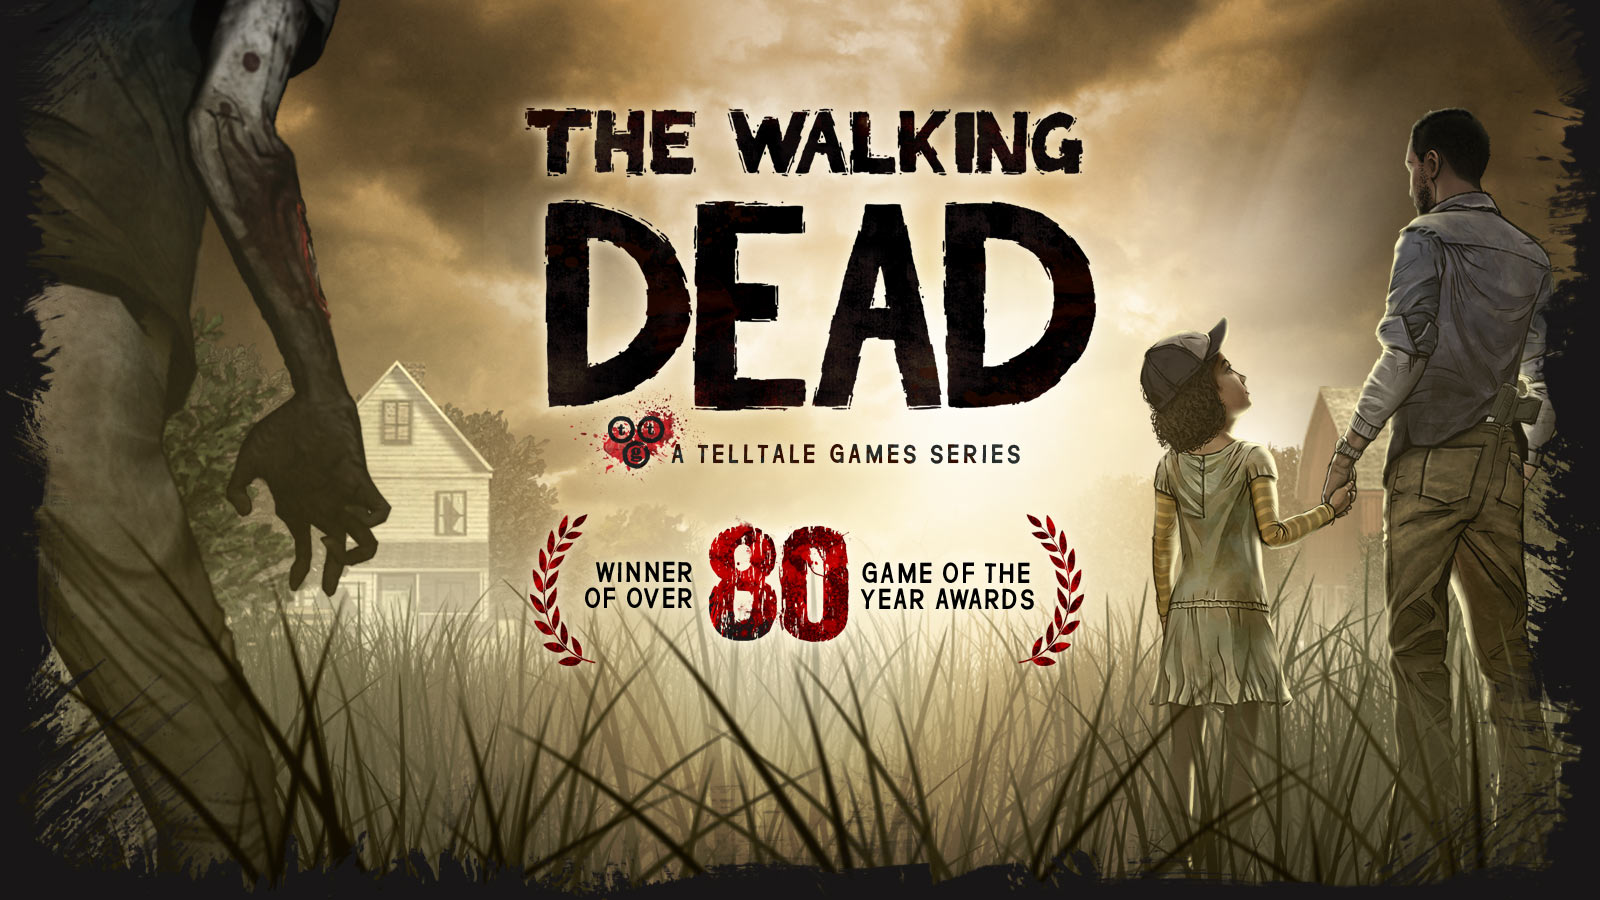 THE WALKING
DEAD
t t
g
A TELLTALE GAMES SERIES
WINNER
OF OVER
80
GAME OF THE
YEAR AWARDS